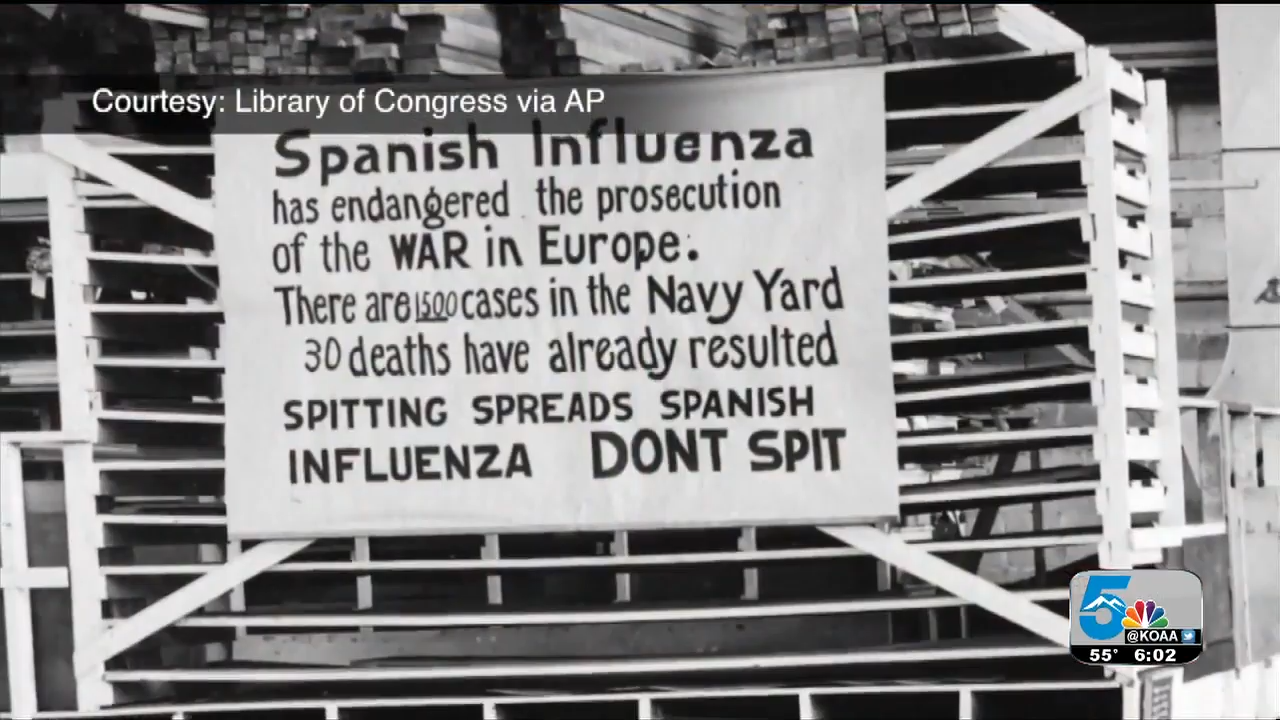 Courtesy: Library of Congress via AP
Spanish Influenza
has endangered the prosecution
of the WAR in Europe.
There are 1500 cases in the Navy Yard
30 deaths have already resulted
SPITTING SPREADS SPANISH
INFLUENZA DONT SPIT
5
@KOAA
55° 6:02